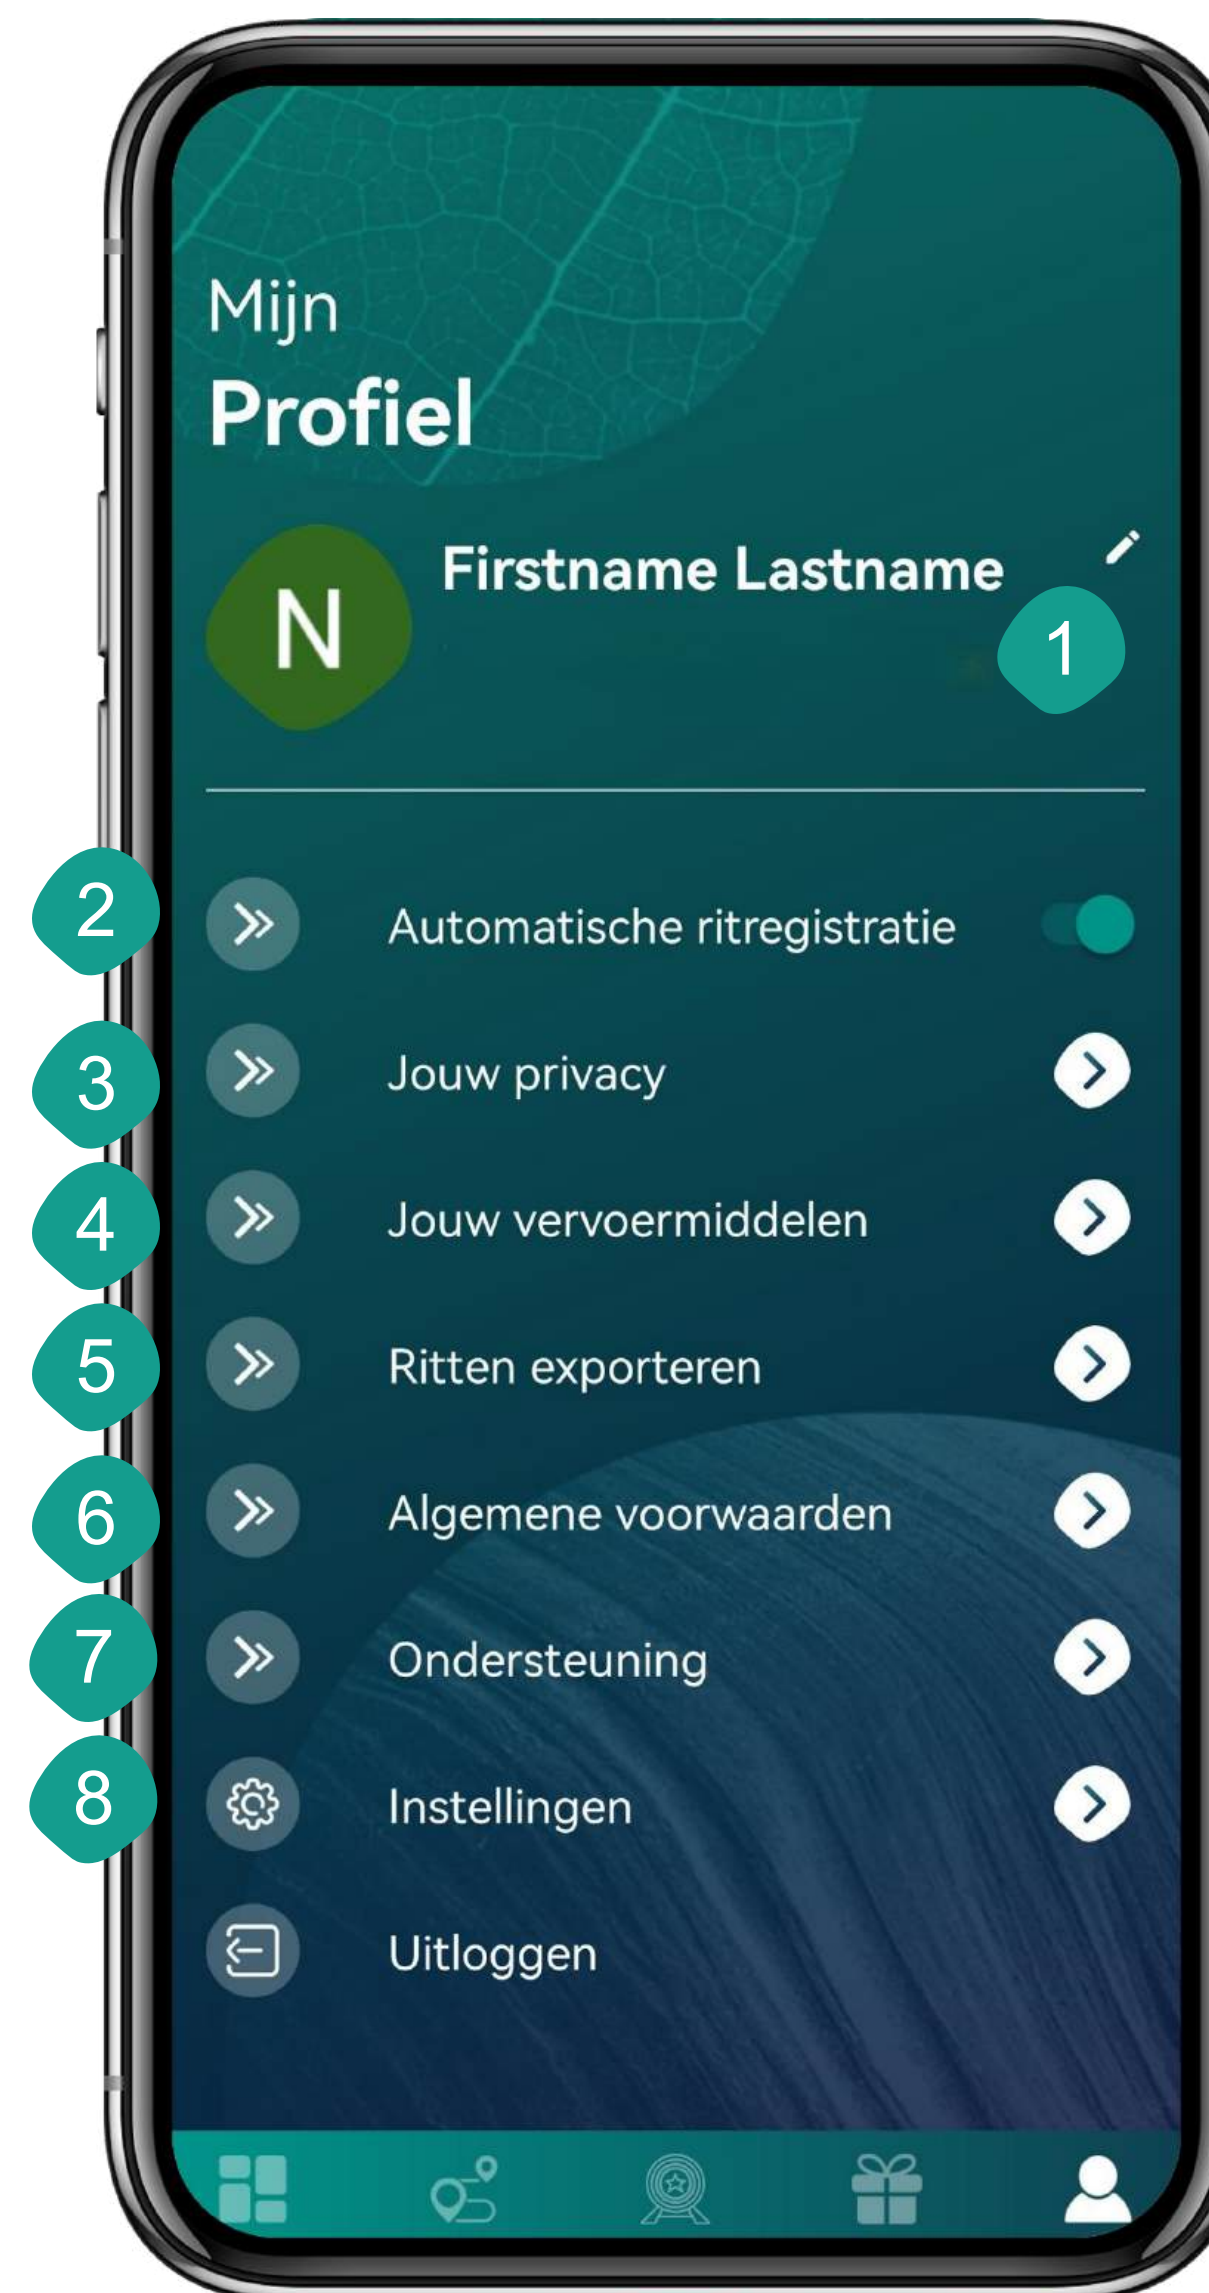 Mijn
Profiel
N
Firstname Lastname
1
2
Automatische ritregistratie
3
Jouw privacy
4
Jouw vervoermiddelen
5
Ritten exporteren
6
Algemene voorwaarden
7
Ondersteuning
8
Instellingen
Uitloggen